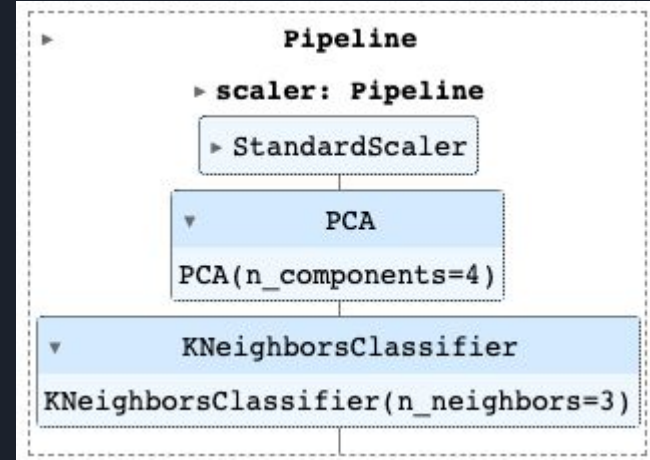 Pipeline
scaler: Pipeline
StandardScaler
PCA
PCA(n_components=4)
KNeighborsClassifier
KNeighborsClassifier(n_neighbors=3)